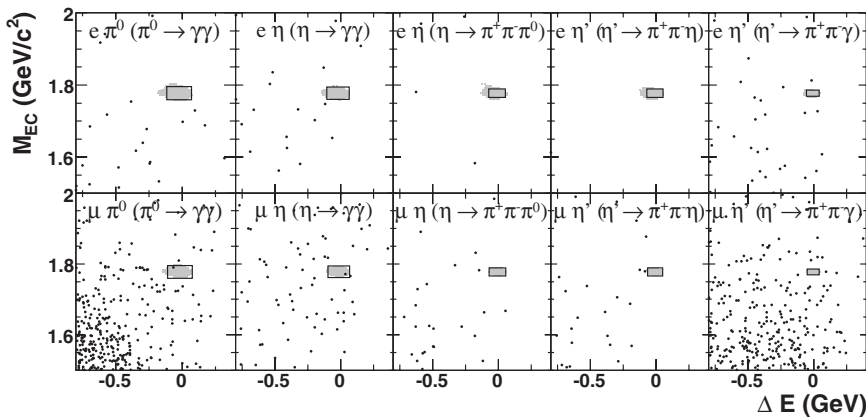 M_EC (GeV/c²)
2
1.8
1.6
2
1.8
1.6
e π⁰ (π⁰ → γγ)
e η (η → γγ)
e η (η → π⁺π⁻π⁰)
e η' (η' → π⁺π⁻η)
e η' (η' → π⁺π⁻γ)
μ π⁰ (π⁰ → γγ)
μ η (η → γγ)
μ η (η → π⁺π⁻π⁰)
μ η' (η' → π⁺π⁻η)
μ η' (η' → π⁺π⁻γ)
-0.5 0 -0.5 0 -0.5 0 -0.5 0 -0.5 0
Δ E (GeV)